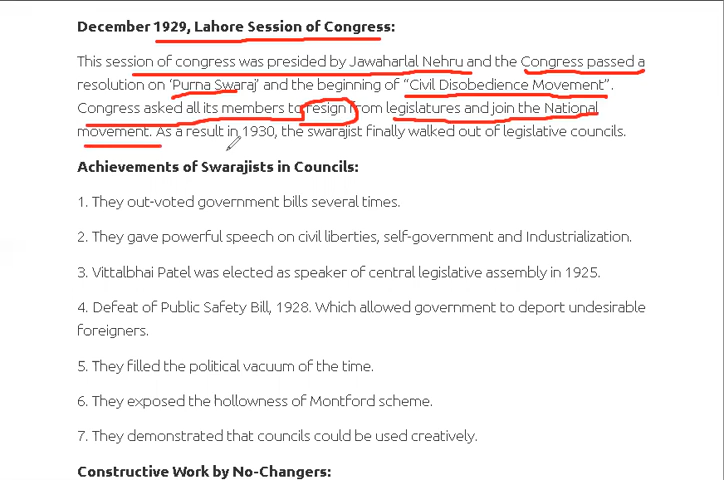 December 1929, Lahore Session of Congress:
This session of congress was presided by Jawaharlal Nehru and the Congress passed a
resolution on ‘Purna Swaraj’ and the beginning of “Civil Disobedience Movement”.
Congress asked all its members to resign from legislatures and join the National
movement. As a result in 1930, the swarajist finally walked out of legislative councils.
Achievements of Swarajists in Councils:
1. They out-voted government bills several times.
2. They gave powerful speech on civil liberties, self-government and Industrialization.
3. Vittalbhai Patel was elected as speaker of central legislative assembly in 1925.
4. Defeat of Public Safety Bill, 1928. Which allowed government to deport undesirable
foreigners.
5. They filled the political vacuum of the time.
6. They exposed the hollowness of Montford scheme.
7. They demonstrated that councils could be used creatively.
Constructive Work by No-Changers: